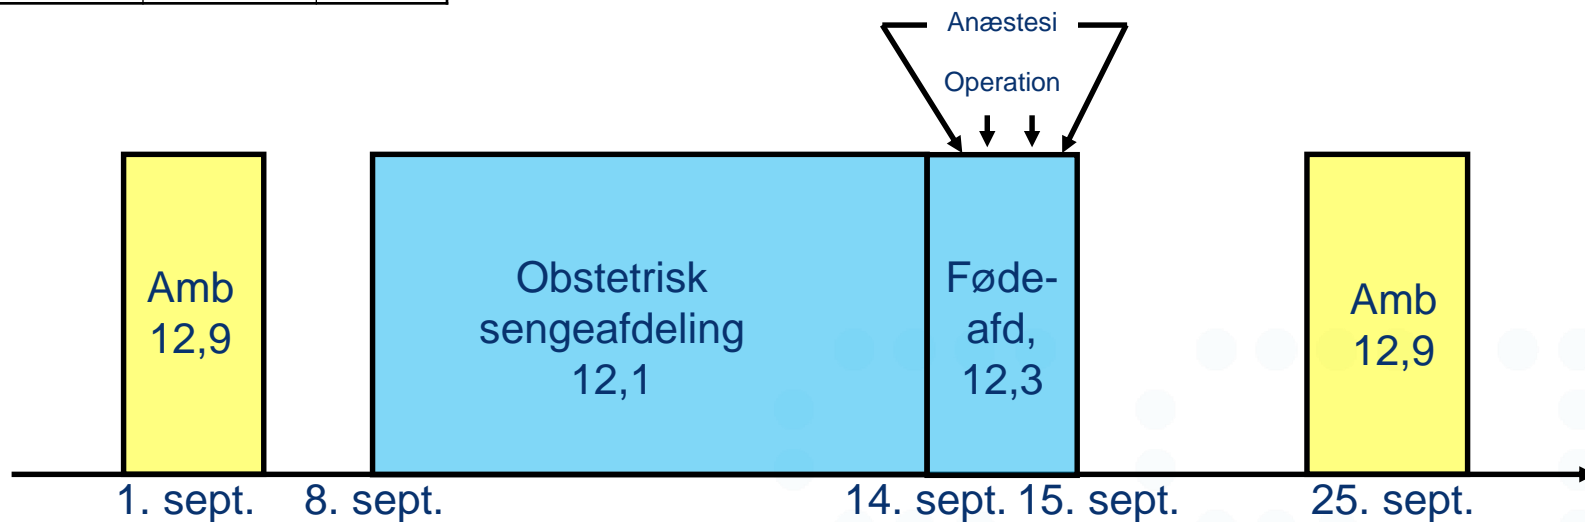 Anæstesi
Operation
Amb
12,9
Obstetrisk
sengeafdeling
12,1
Føde-
afd,
12,3
Amb
12,9
1. sept.
8. sept.
14. sept.
15. sept.
25. sept.